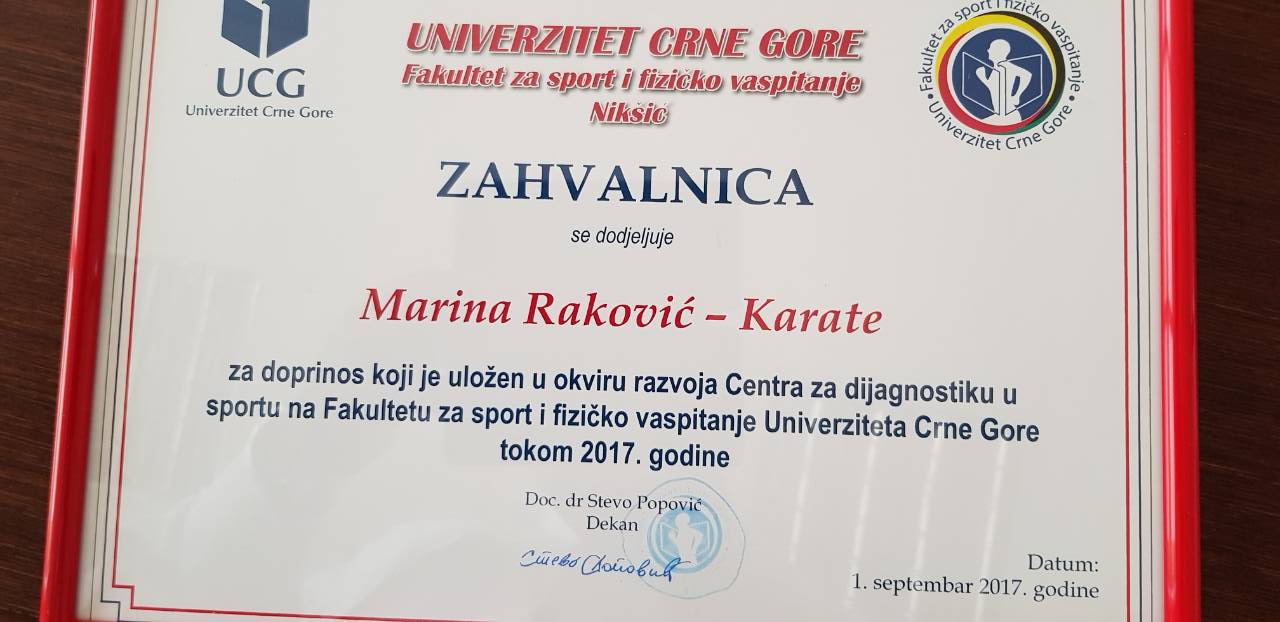 UCG
Univerzitet Crne Gore
UNIVERZITET CRNE GORE
Fakultet za sport i fizičko vaspitanje
Nikšić
Fakultet za sport i fizičko vaspitanje
Univerzitet Crne Gore
ZAHVALNICA
se dodjeljuje
Marina Raković – Karate
za doprinos koji je uložen u okviru razvoja Centra za dijagnostiku u
sportu na Fakultetu za sport i fizičko vaspitanje Univerziteta Crne Gore
tokom 2017. godine
Doc. dr Stevo Popović
Dekan
Стево Поповић
Datum:
1. septembar 2017. godine